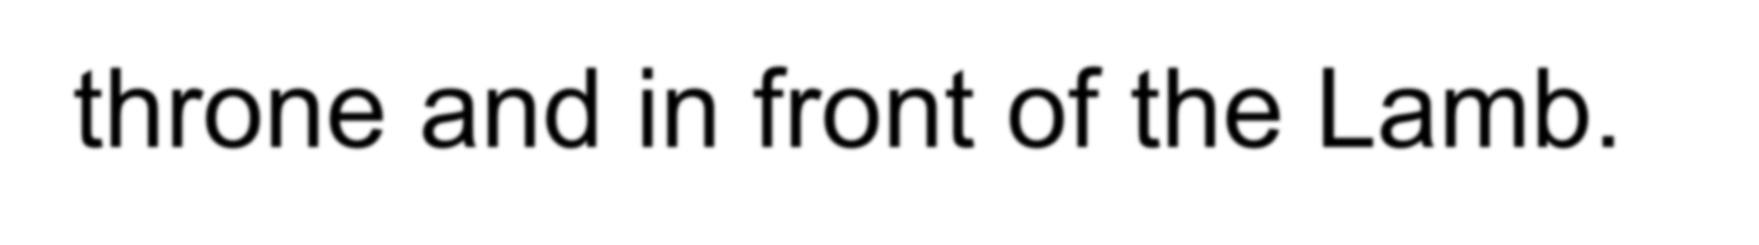 throne and in front of the Lamb.